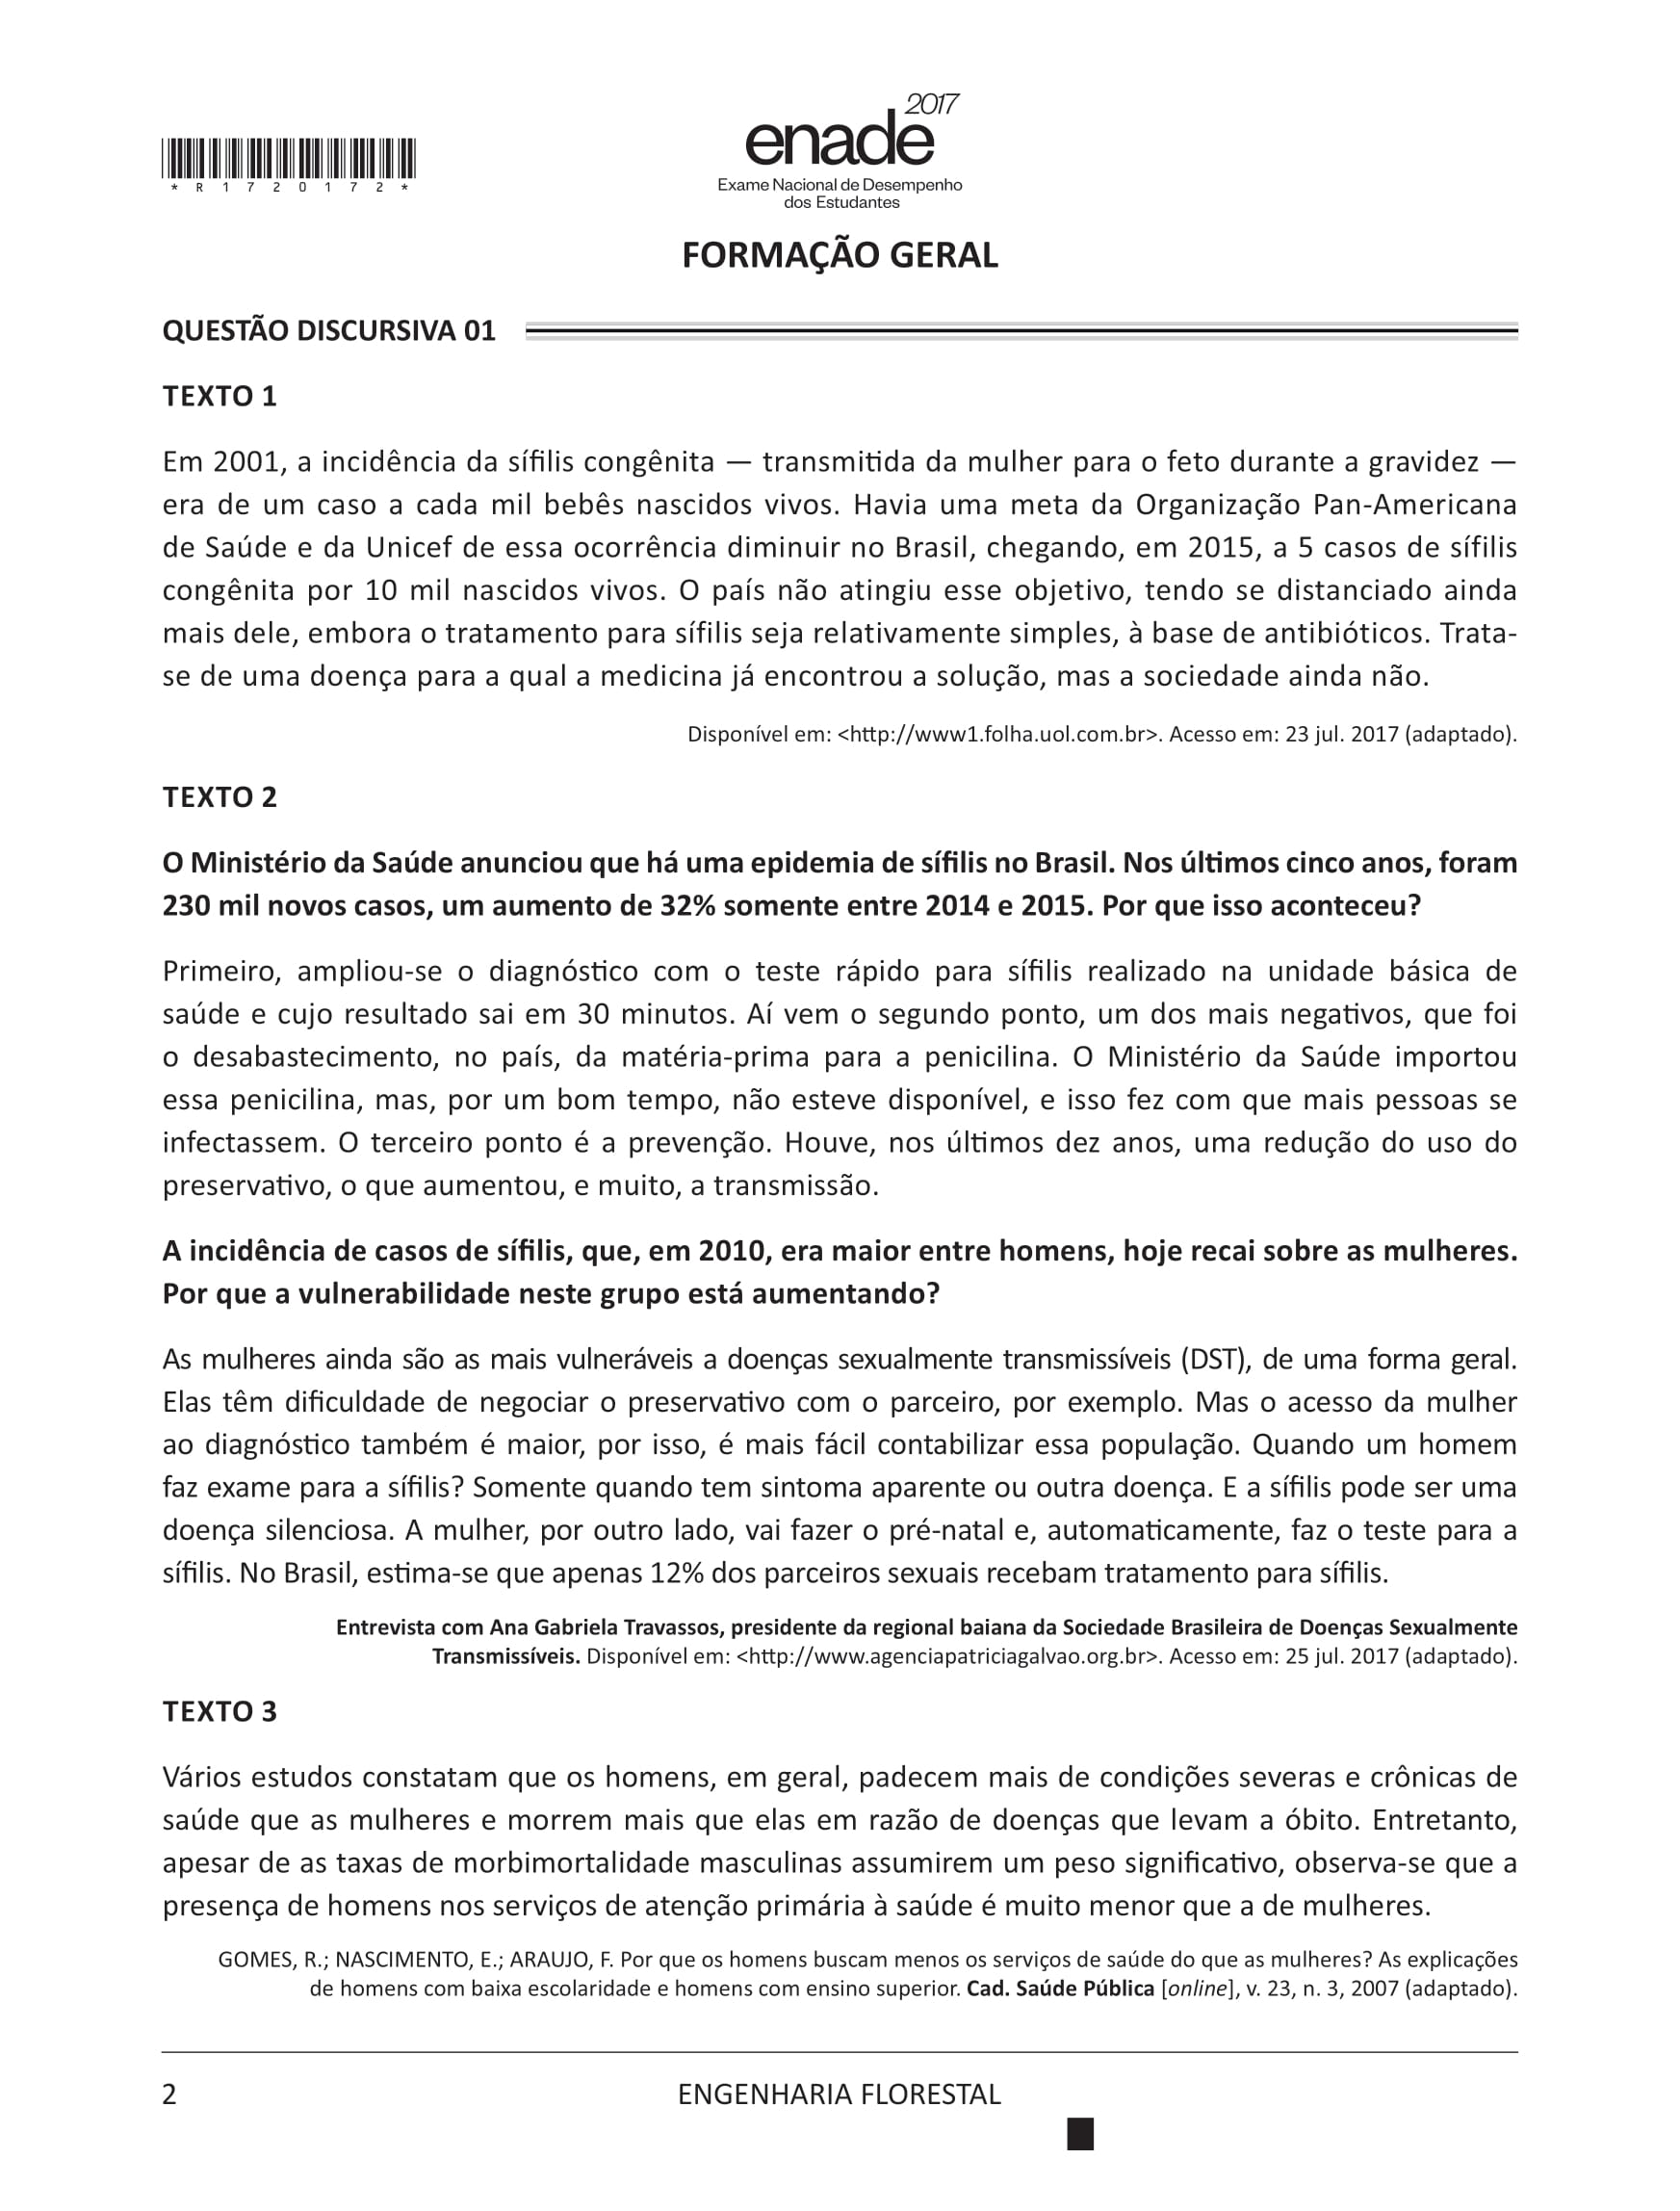 * R 1 7 2 0 1 7 2 *
enade 2017
Exame Nacional de Desempenho
dos Estudantes
FORMAÇÃO GERAL
QUESTÃO DISCURSIVA 01
TEXTO 1
Em 2001, a incidência da sífilis congênita — transmitida da mulher para o feto durante a gravidez —
era de um caso a cada mil bebês nascidos vivos. Havia uma meta da Organização Pan-Americana
de Saúde e da Unicef de essa ocorrência diminuir no Brasil, chegando, em 2015, a 5 casos de sífilis
congênita por 10 mil nascidos vivos. O país não atingiu esse objetivo, tendo se distanciado ainda
mais dele, embora o tratamento para sífilis seja relativamente simples, à base de antibióticos. Trata-
se de uma doença para a qual a medicina já encontrou a solução, mas a sociedade ainda não.
Disponível em: <http://www1.folha.uol.com.br>. Acesso em: 23 jul. 2017 (adaptado).
TEXTO 2
O Ministério da Saúde anunciou que há uma epidemia de sífilis no Brasil. Nos últimos cinco anos, foram
230 mil novos casos, um aumento de 32% somente entre 2014 e 2015. Por que isso aconteceu?
Primeiro, ampliou-se o diagnóstico com o teste rápido para sífilis realizado na unidade básica de
saúde e cujo resultado sai em 30 minutos. Aí vem o segundo ponto, um dos mais negativos, que foi
o desabastecimento, no país, da matéria-prima para a penicilina. O Ministério da Saúde importou
essa penicilina, mas, por um bom tempo, não esteve disponível, e isso fez com que mais pessoas se
infectassem. O terceiro ponto é a prevenção. Houve, nos últimos dez anos, uma redução do uso do
preservativo, o que aumentou, e muito, a transmissão.
A incidência de casos de sífilis, que, em 2010, era maior entre homens, hoje recai sobre as mulheres.
Por que a vulnerabilidade neste grupo está aumentando?
As mulheres ainda são as mais vulneráveis a doenças sexualmente transmissíveis (DST), de uma forma geral.
Elas têm dificuldade de negociar o preservativo com o parceiro, por exemplo. Mas o acesso da mulher
ao diagnóstico também é maior, por isso, é mais fácil contabilizar essa população. Quando um homem
faz exame para a sífilis? Somente quando tem sintoma aparente ou outra doença. E a sífilis pode ser uma
doença silenciosa. A mulher, por outro lado, vai fazer o pré-natal e, automaticamente, faz o teste para a
sífilis. No Brasil, estima-se que apenas 12% dos parceiros sexuais recebam tratamento para sífilis.
Entrevista com Ana Gabriela Travassos, presidente da regional baiana da Sociedade Brasileira de Doenças Sexualmente
Transmissíveis. Disponível em: <http://www.agenciapatriciagalvao.org.br>. Acesso em: 25 jul. 2017 (adaptado).
TEXTO 3
Vários estudos constatam que os homens, em geral, padecem mais de condições severas e crônicas de
saúde que as mulheres e morrem mais que elas em razão de doenças que levam a óbito. Entretanto,
apesar de as taxas de morbimortalidade masculinas assumirem um peso significativo, observa-se que a
presença de homens nos serviços de atenção primária à saúde é muito menor que a de mulheres.
GOMES, R.; NASCIMENTO, E.; ARAUJO, F. Por que os homens buscam menos os serviços de saúde do que as mulheres? As explicações
de homens com baixa escolaridade e homens com ensino superior. Cad. Saúde Pública [online], v. 23, n. 3, 2007 (adaptado).
2
ENGENHARIA FLORESTAL